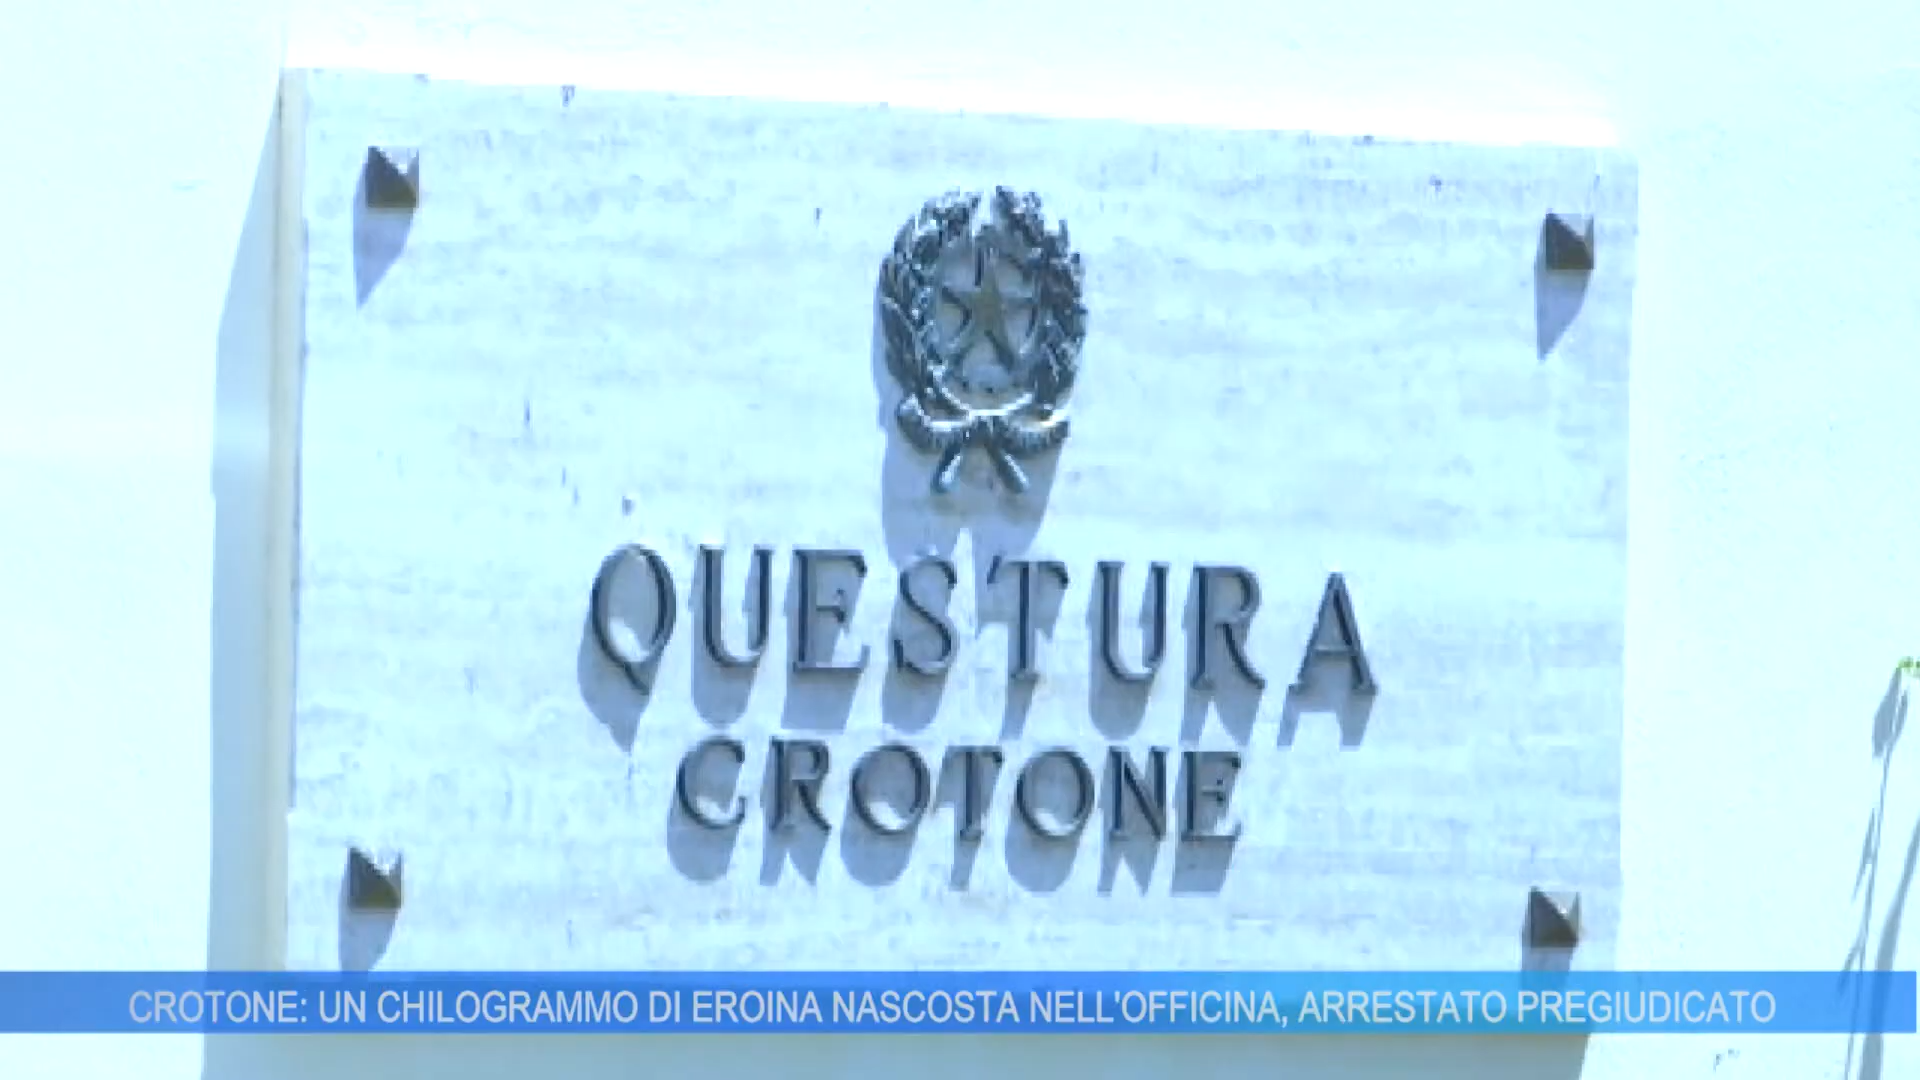 QUESTURA
CROTONE
CROTONE: UN CHILOGRAMMO DI EROINA NASCOSTA NELL'OFFICINA, ARRESTATO PREGIUDICATO